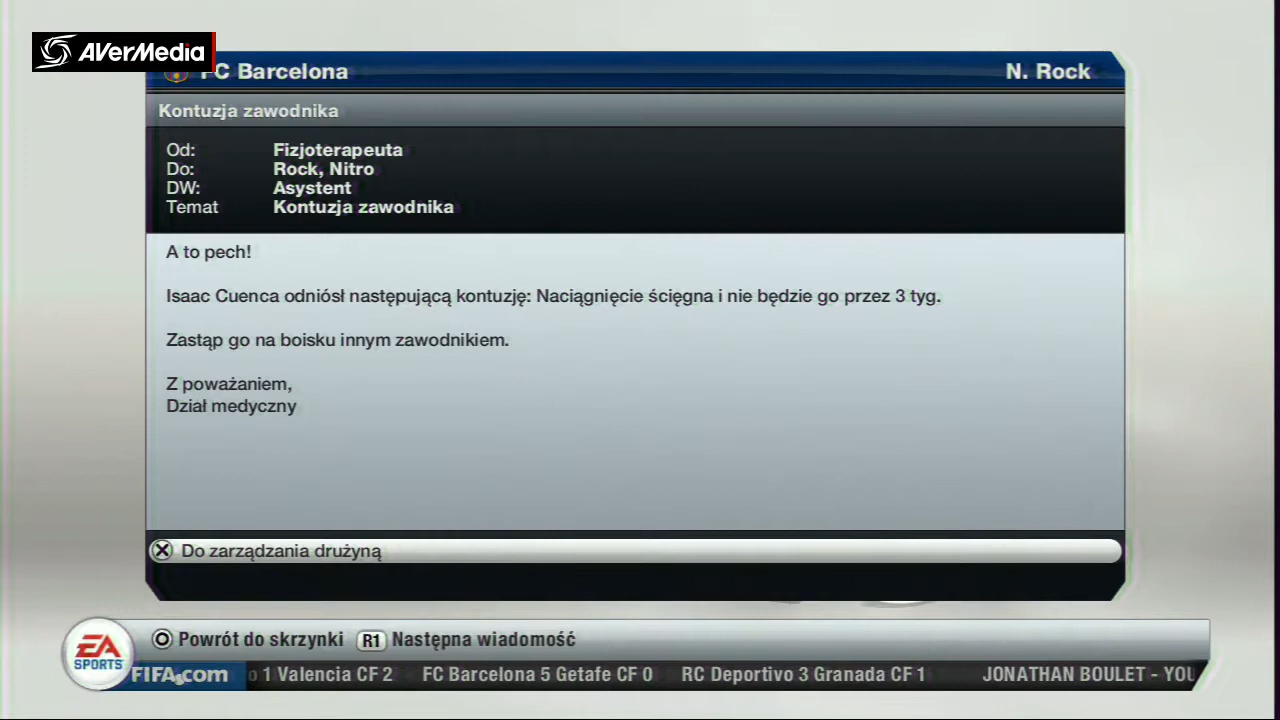 AVerMedia
FC Barcelona
N. Rock
Kontuzja zawodnika
Od: Fizjoterapeuta
Do: Rock, Nitro
DW: Asystent
Temat Kontuzja zawodnika
A to pech!
Isaac Cuenca odniósł następującą kontuzję: Naciągnięcie ścięgna i nie będzie go przez 3 tyg.
Zastąp go na boisku innym zawodnikiem.
Z poważaniem,
Dział medyczny
Do zarządzania drużyną
Powrót do skrzynki R1 Następna wiadomość
EA SPORTS
FIFA.com
o 1 Valencia CF 2 FC Barcelona 5 Getafe CF 0 RC Deportivo 3 Granada CF 1 JONATHAN BOULET - YOU